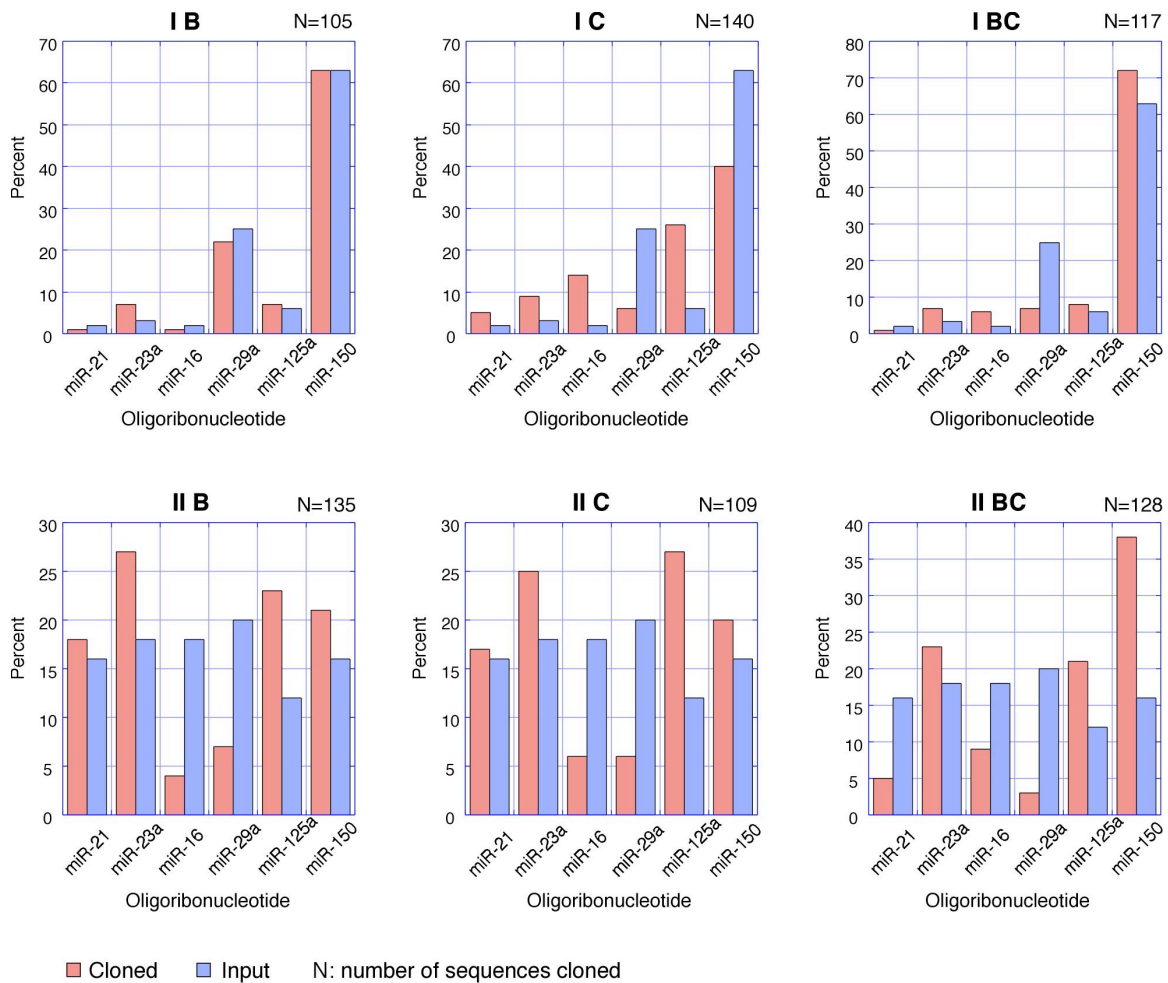 I B N=105
70
60
50
40
30
20
10
0
Percent
miR-21 miR-23a miR-16 miR-29a miR-125a miR-150
Oligoribonucleotide
I C N=140
70
60
50
40
30
20
10
0
Percent
miR-21 miR-23a miR-16 miR-29a miR-125a miR-150
Oligoribonucleotide
I BC N=117
80
70
60
50
40
30
20
10
0
Percent
miR-21 miR-23a miR-16 miR-29a miR-125a miR-150
Oligoribonucleotide
II B N=135
30
25
20
15
10
5
0
Percent
miR-21 miR-23a miR-16 miR-29a miR-125a miR-150
Oligoribonucleotide
II C N=109
30
25
20
15
10
5
0
Percent
miR-21 miR-23a miR-16 miR-29a miR-125a miR-150
Oligoribonucleotide
II BC N=128
40
35
30
25
20
15
10
5
0
Percent
miR-21 miR-23a miR-16 miR-29a miR-125a miR-150
Oligoribonucleotide
Cloned Input N: number of sequences cloned